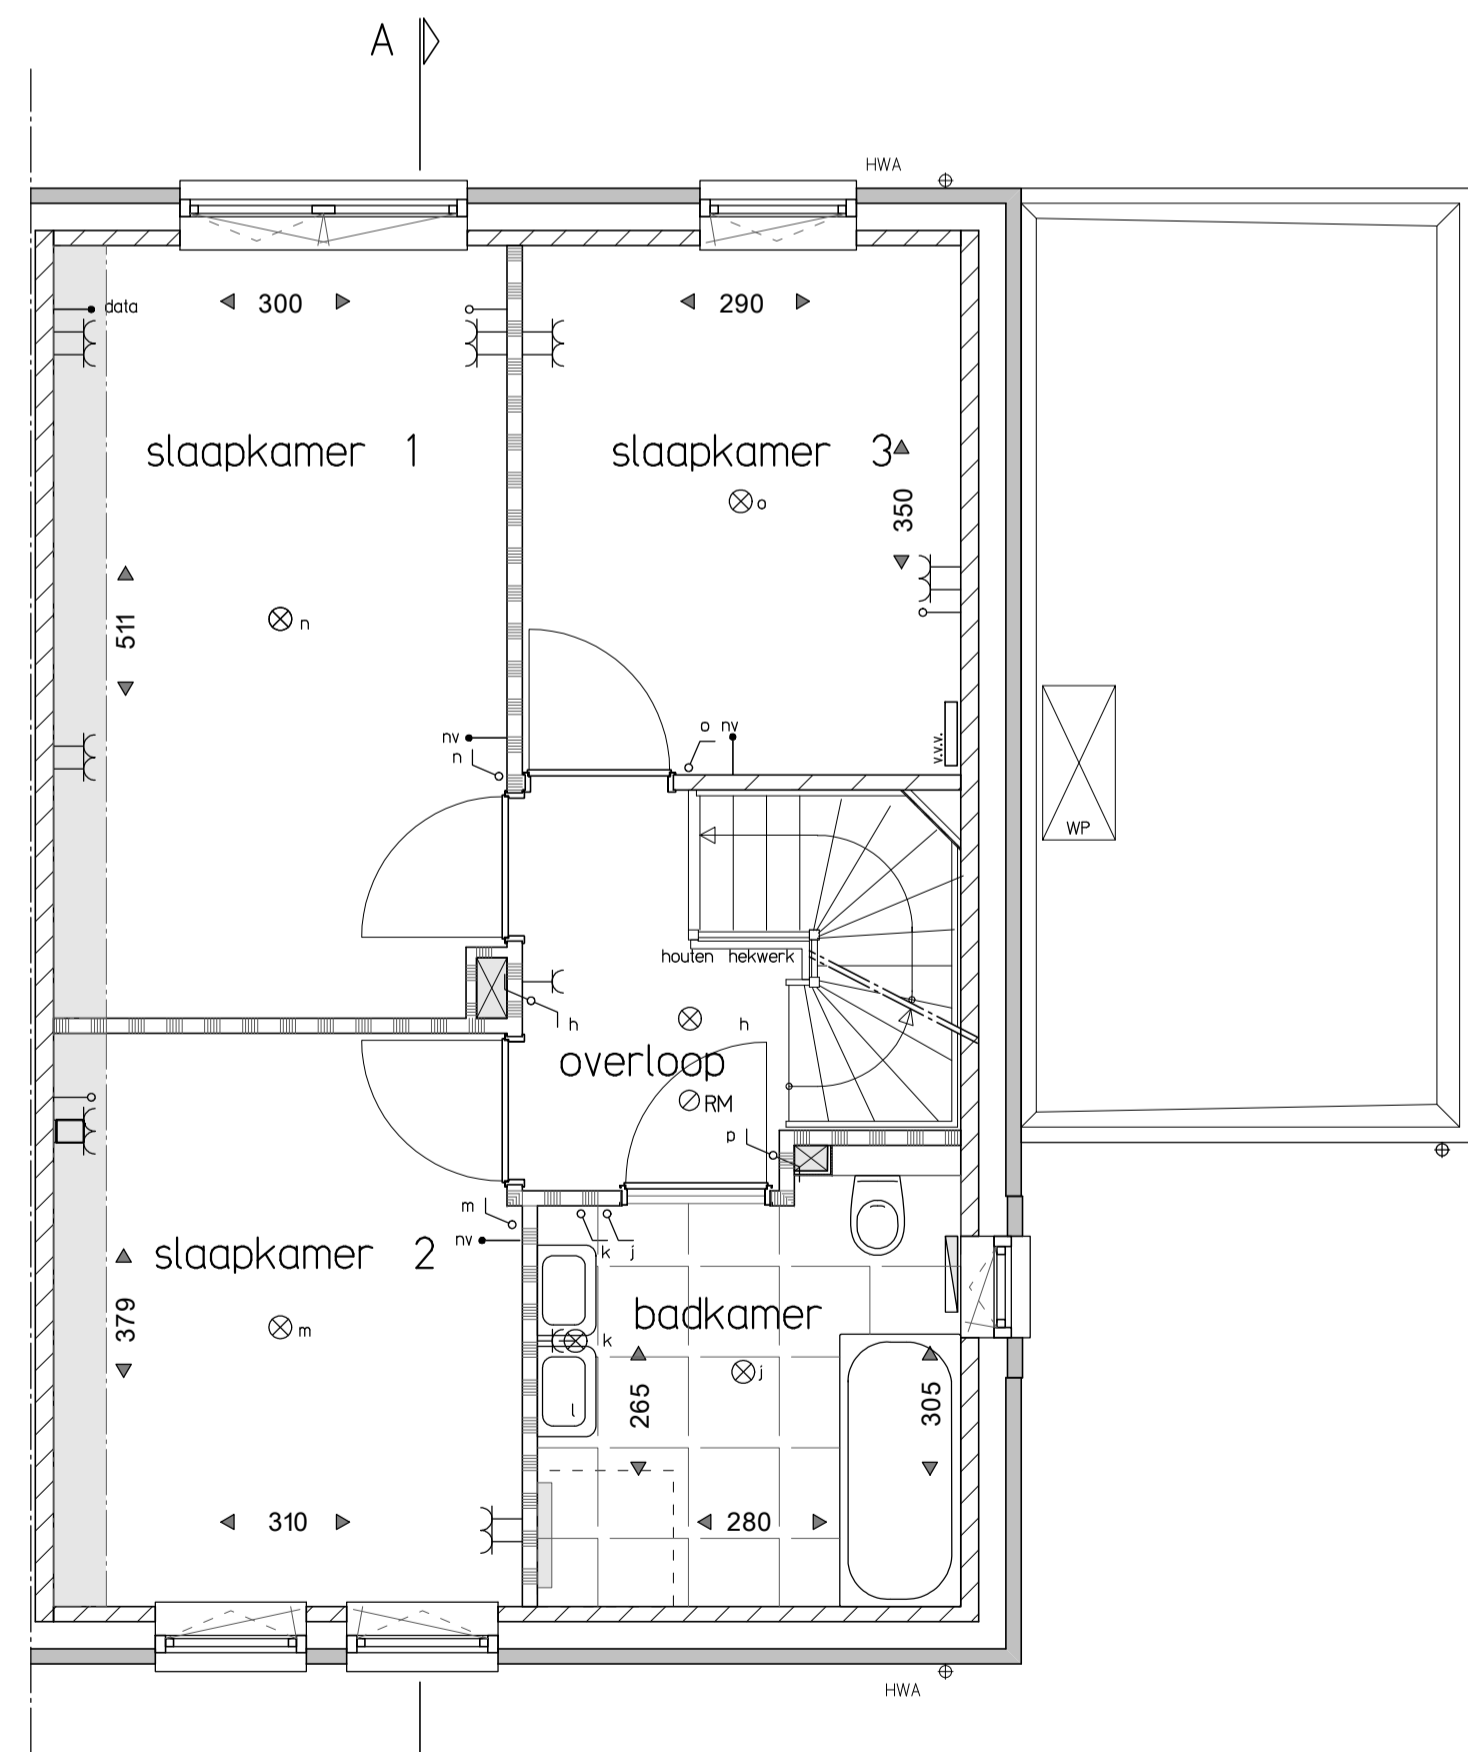 A
HWA
data
300
290
slaapkamer 1
slaapkamer 3
350
o
511
n
nv
n
o nv
v.v.v.
WP
houten hekwerk
h
h
overloop
RM
p
m
nv
k j
slaapkamer 2
379
m
badkamer
k
j
265
305
l
310
280
HWA